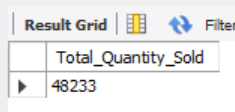 Result Grid Filter
Total_Quantity_Sold
48233